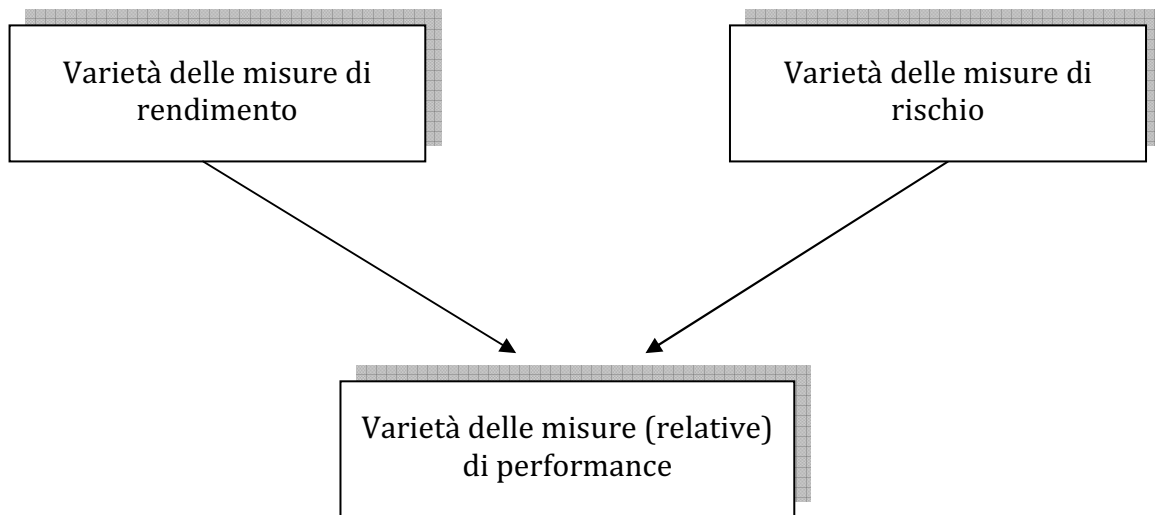 Varietà delle misure di
rendimento
Varietà delle misure di
rischio
Varietà delle misure (relative)
di performance